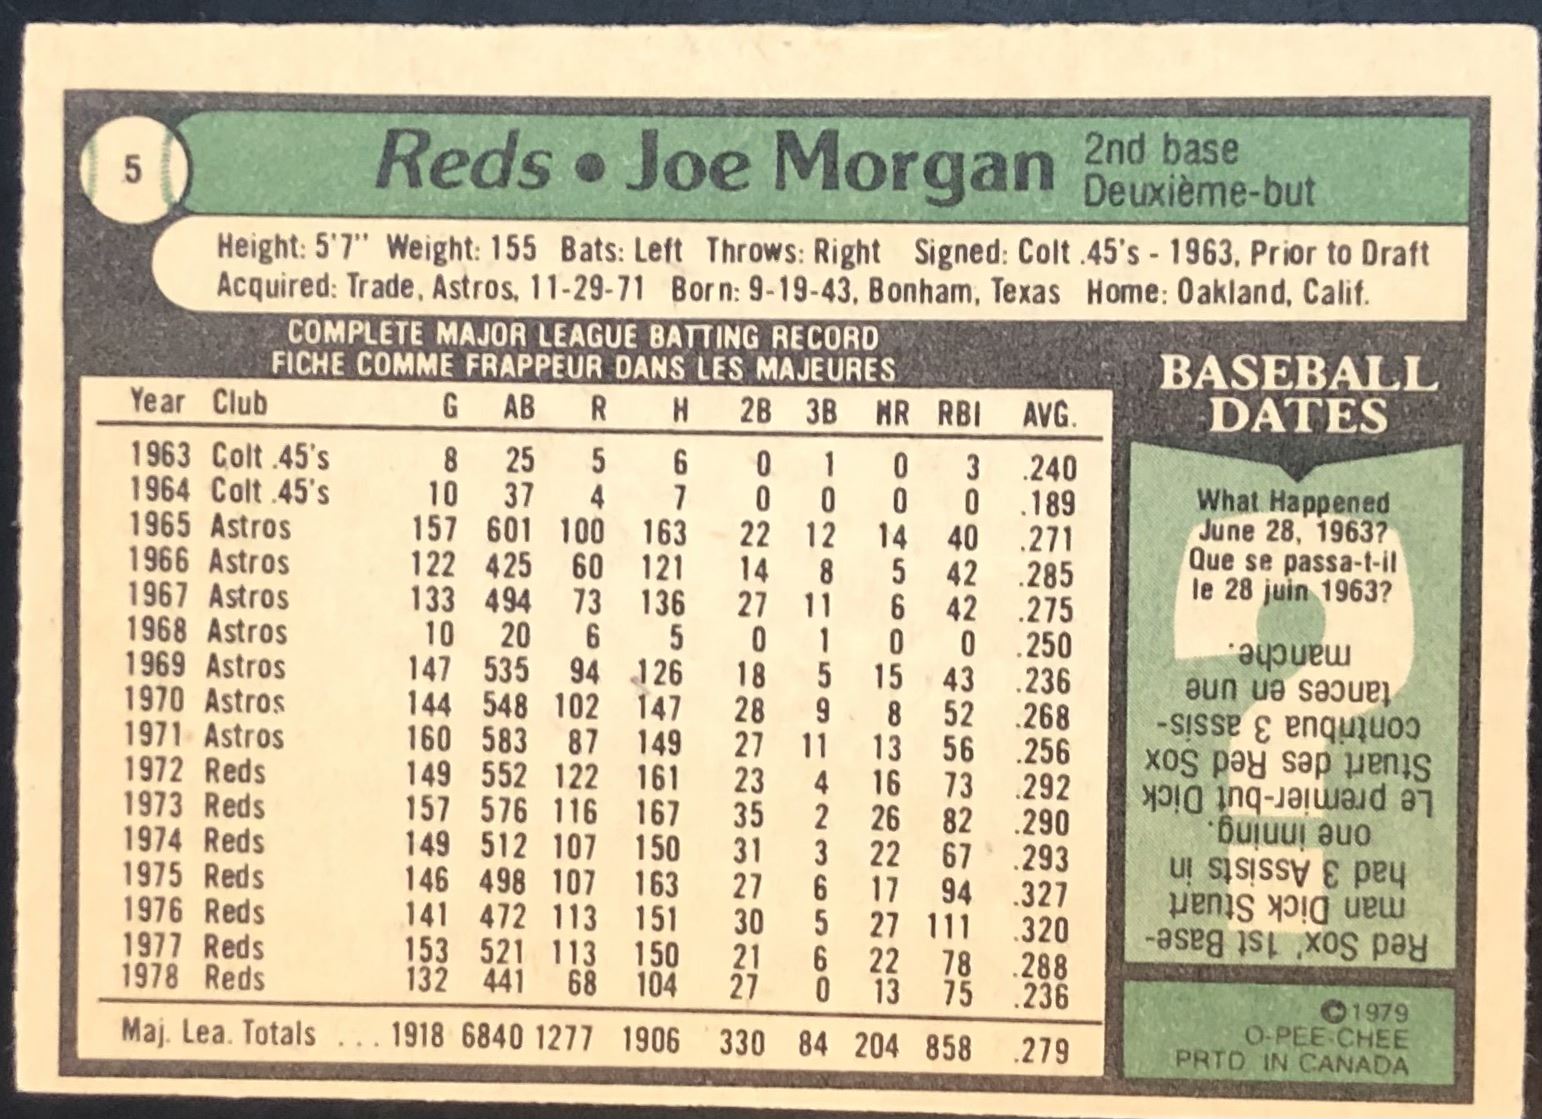 5
Reds • Joe Morgan 2nd base
Deuxième-but
Height: 5'7" Weight: 155 Bats: Left Throws: Right Signed: Colt .45's - 1963, Prior to Draft
Acquired: Trade, Astros, 11-29-71 Born: 9-19-43, Bonham, Texas Home: Oakland, Calif.
COMPLETE MAJOR LEAGUE BATTING RECORD
FICHE COMME FRAPPEUR DANS LES MAJEURES
Year Club G AB R H 2B 3B HR RBI AVG.
1963 Colt .45's 8 25 5 6 0 1 0 3 .240
1964 Colt .45's 10 37 4 7 0 0 0 0 .189
1965 Astros 157 601 100 163 22 12 14 40 .271
1966 Astros 122 425 60 121 14 8 5 42 .285
1967 Astros 133 494 73 136 27 11 6 42 .275
1968 Astros 10 20 6 5 0 1 0 0 .250
1969 Astros 147 535 94 126 18 5 15 43 .236
1970 Astros 144 548 102 147 28 9 8 52 .268
1971 Astros 160 583 87 149 27 11 13 56 .256
1972 Reds 149 552 122 161 23 4 16 73 .292
1973 Reds 157 576 116 167 35 2 26 82 .290
1974 Reds 149 512 107 150 31 3 22 67 .293
1975 Reds 146 498 107 163 27 6 17 94 .327
1976 Reds 141 472 113 151 30 5 27 111 .320
1977 Reds 153 521 113 150 21 6 22 78 .288
1978 Reds 132 441 68 104 27 0 13 75 .236
Maj. Lea. Totals ... 1918 6840 1277 1906 330 84 204 858 .279
BASEBALL
DATES
What Happened
June 28, 1963?
Que se passa-t-il
le 28 juin 1963?
Red Sox' 1st Base-
man Dick Stuart
had 3 Assists in
one inning.
Le premier-but Dick
Stuart des Red Sox
contribua 3 assis-
tances en une
manche.
©1979
O-PEE-CHEE
PRTD. IN CANADA